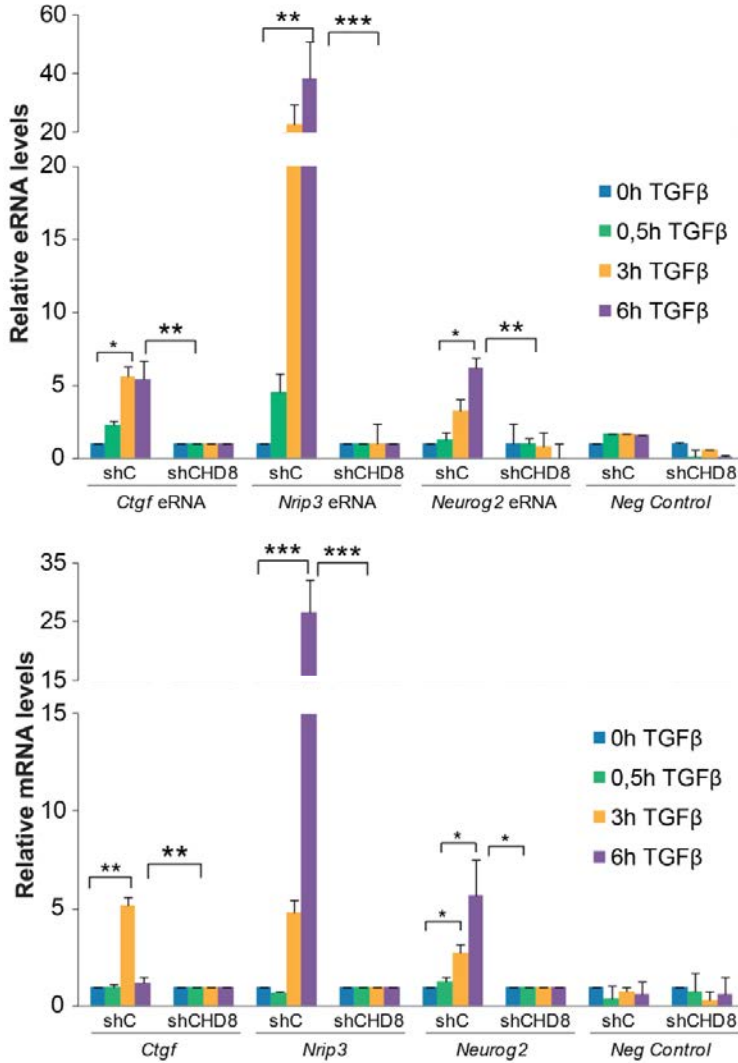 60
** ***
40
20
20
Relative eRNA levels
0h TGFβ
15
0,5h TGFβ
3h TGFβ
10
6h TGFβ
* ** * **
5
0
shC shCHD8 shC shCHD8 shC shCHD8 shC shCHD8
Ctgf eRNA Nrip3 eRNA Neurog2 eRNA Neg Control
35
*** ***
25
15
15
Relative mRNA levels
0h TGFβ
10
0,5h TGFβ
3h TGFβ
6h TGFβ
** ** * *
5
*
0
shC shCHD8 shC shCHD8 shC shCHD8 shC shCHD8
Ctgf Nrip3 Neurog2 Neg Control